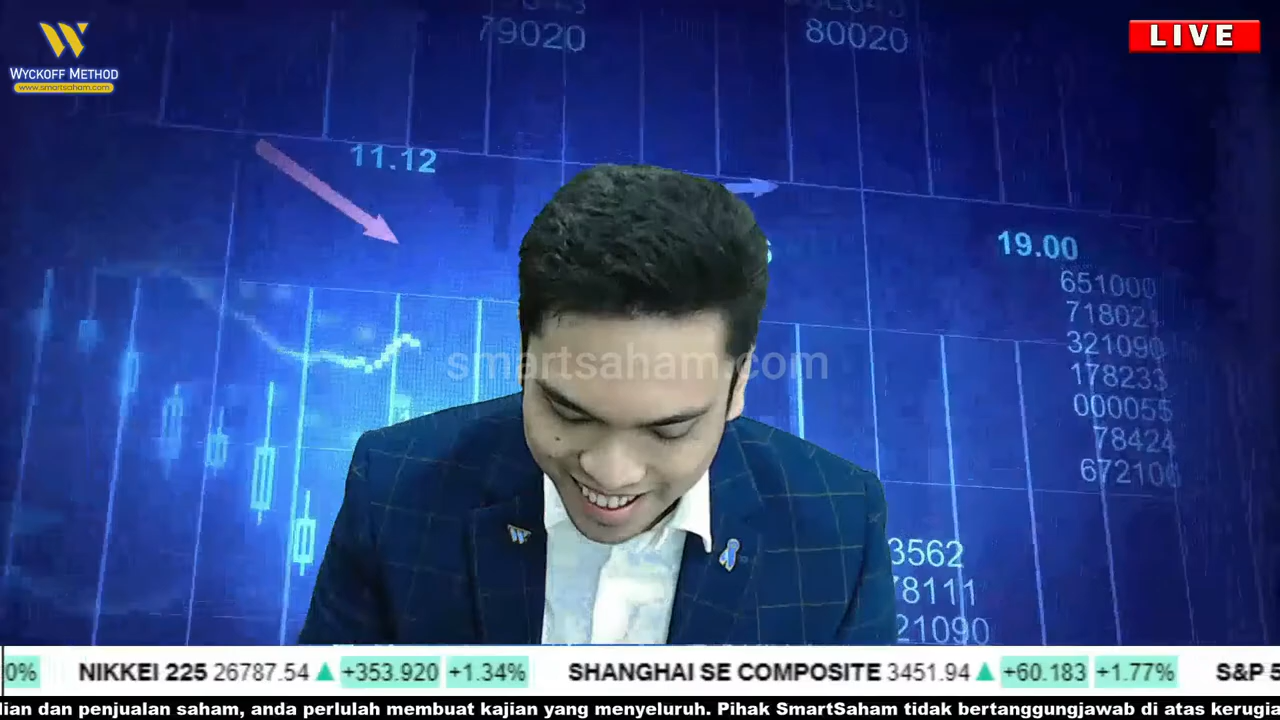 79020
80020
LIVE
WYCKOFF METHOD
www.smartsaham.com
11.12
19.00
651000
718021
321090
178233
000055
78424
672100
smartsaham.com
3562
78111
21090
0% NIKKEI 225 26787.54 +353.920 +1.34% SHANGHAI SE COMPOSITE 3451.94 +60.183 +1.77% S&P 5
dian dan penjualan saham, anda perlulah membuat kajian yang menyeluruh. Pihak SmartSaham tidak bertanggungjawab di atas kerugia